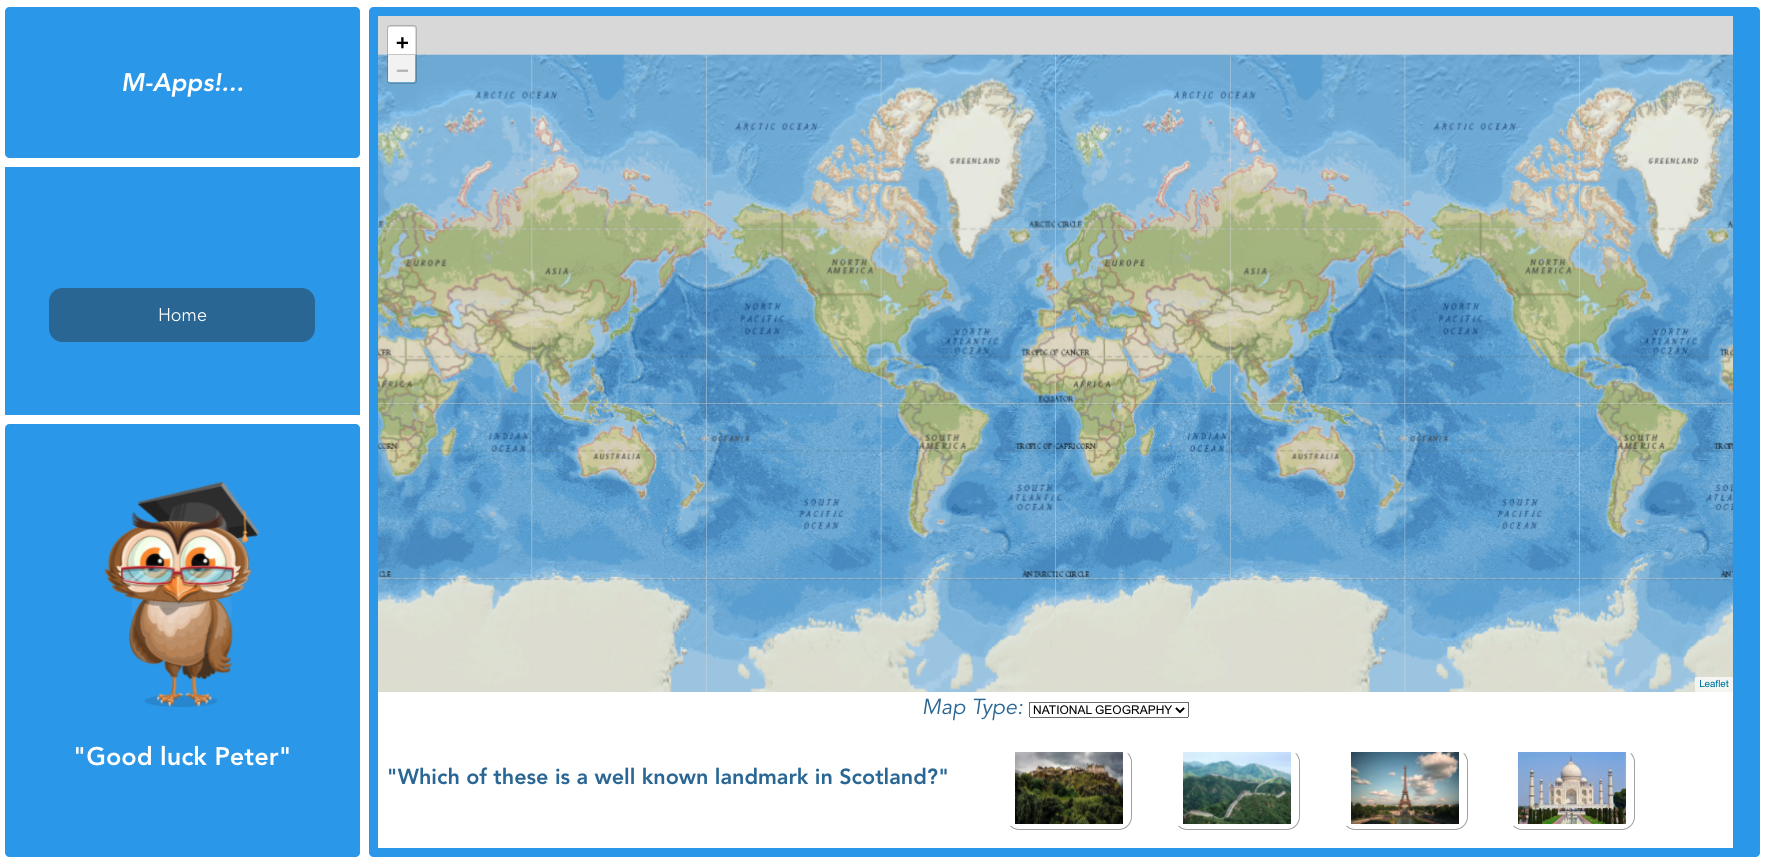 M-Apps!...
Home
"Good luck Peter"
+
−
ARCTIC OCEAN
ARCTIC OCEAN
ARCTIC OCEAN
ARCTIC OCEAN
GREENLAND
GREENLAND
ARCTIC CIRCLE
EUROPE
ASIA
NORTH
AMERICA
EUROPE
ASIA
NORTH
AMERICA
NORTH
PACIFIC
OCEAN
NORTH
ATLANTIC
OCEAN
NORTH
PACIFIC
OCEAN
NORTH
ATLANTIC
OCEAN
TROPIC OF CANCER
AFRICA
AFRICA
EQUATOR
INDIAN
OCEAN
OCEANIA
SOUTH
AMERICA
TROPIC OF CAPRICORN
INDIAN
OCEAN
OCEANIA
SOUTH
AMERICA
AUSTRALIA
AUSTRALIA
SOUTH
PACIFIC
OCEAN
SOUTH
ATLANTIC
OCEAN
SOUTH
PACIFIC
OCEAN
ANTARCTIC CIRCLE
Leaflet
Map Type: NATIONAL GEOGRAPHY
"Which of these is a well known landmark in Scotland?"